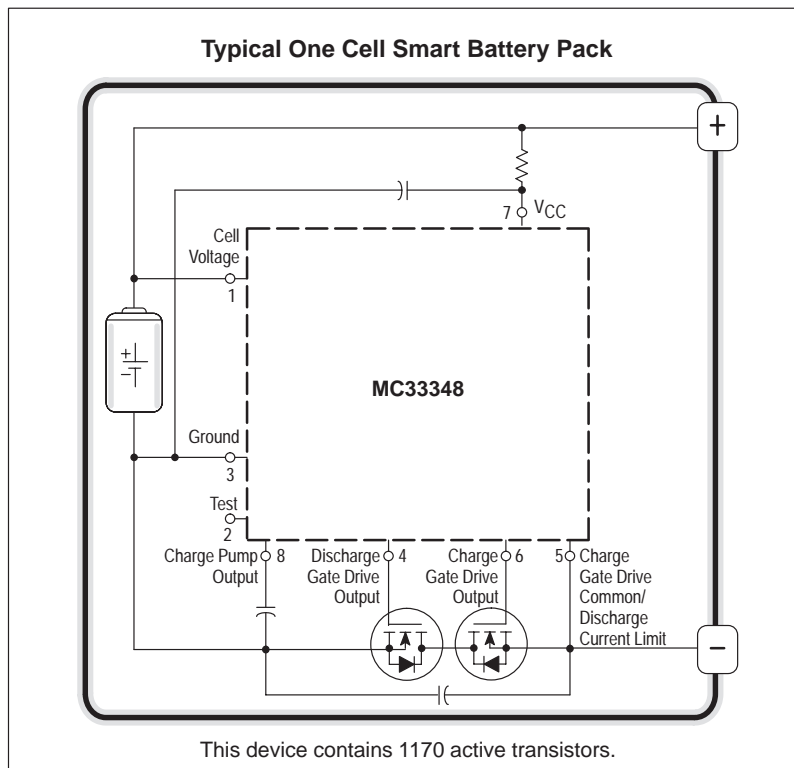 Typical One Cell Smart Battery Pack
+
7
VCC
Cell
Voltage
1
+
–
MC33348
Ground
3
Test
2
Charge Pump
Output
8
Discharge
Gate Drive
Output
4
Charge
Gate Drive
Output
6
5
Charge
Gate Drive
Common/
Discharge
Current Limit
–
This device contains 1170 active transistors.